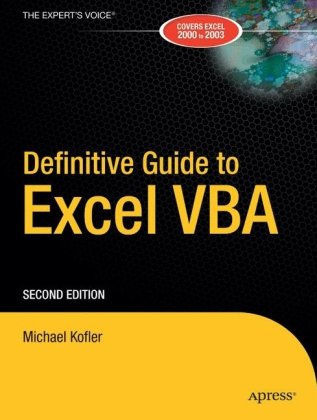 THE EXPERT'S VOICE®
COVERS EXCEL
2000 to 2003
Definitive Guide to
Excel VBA
SECOND EDITION
Michael Kofler
Apress®